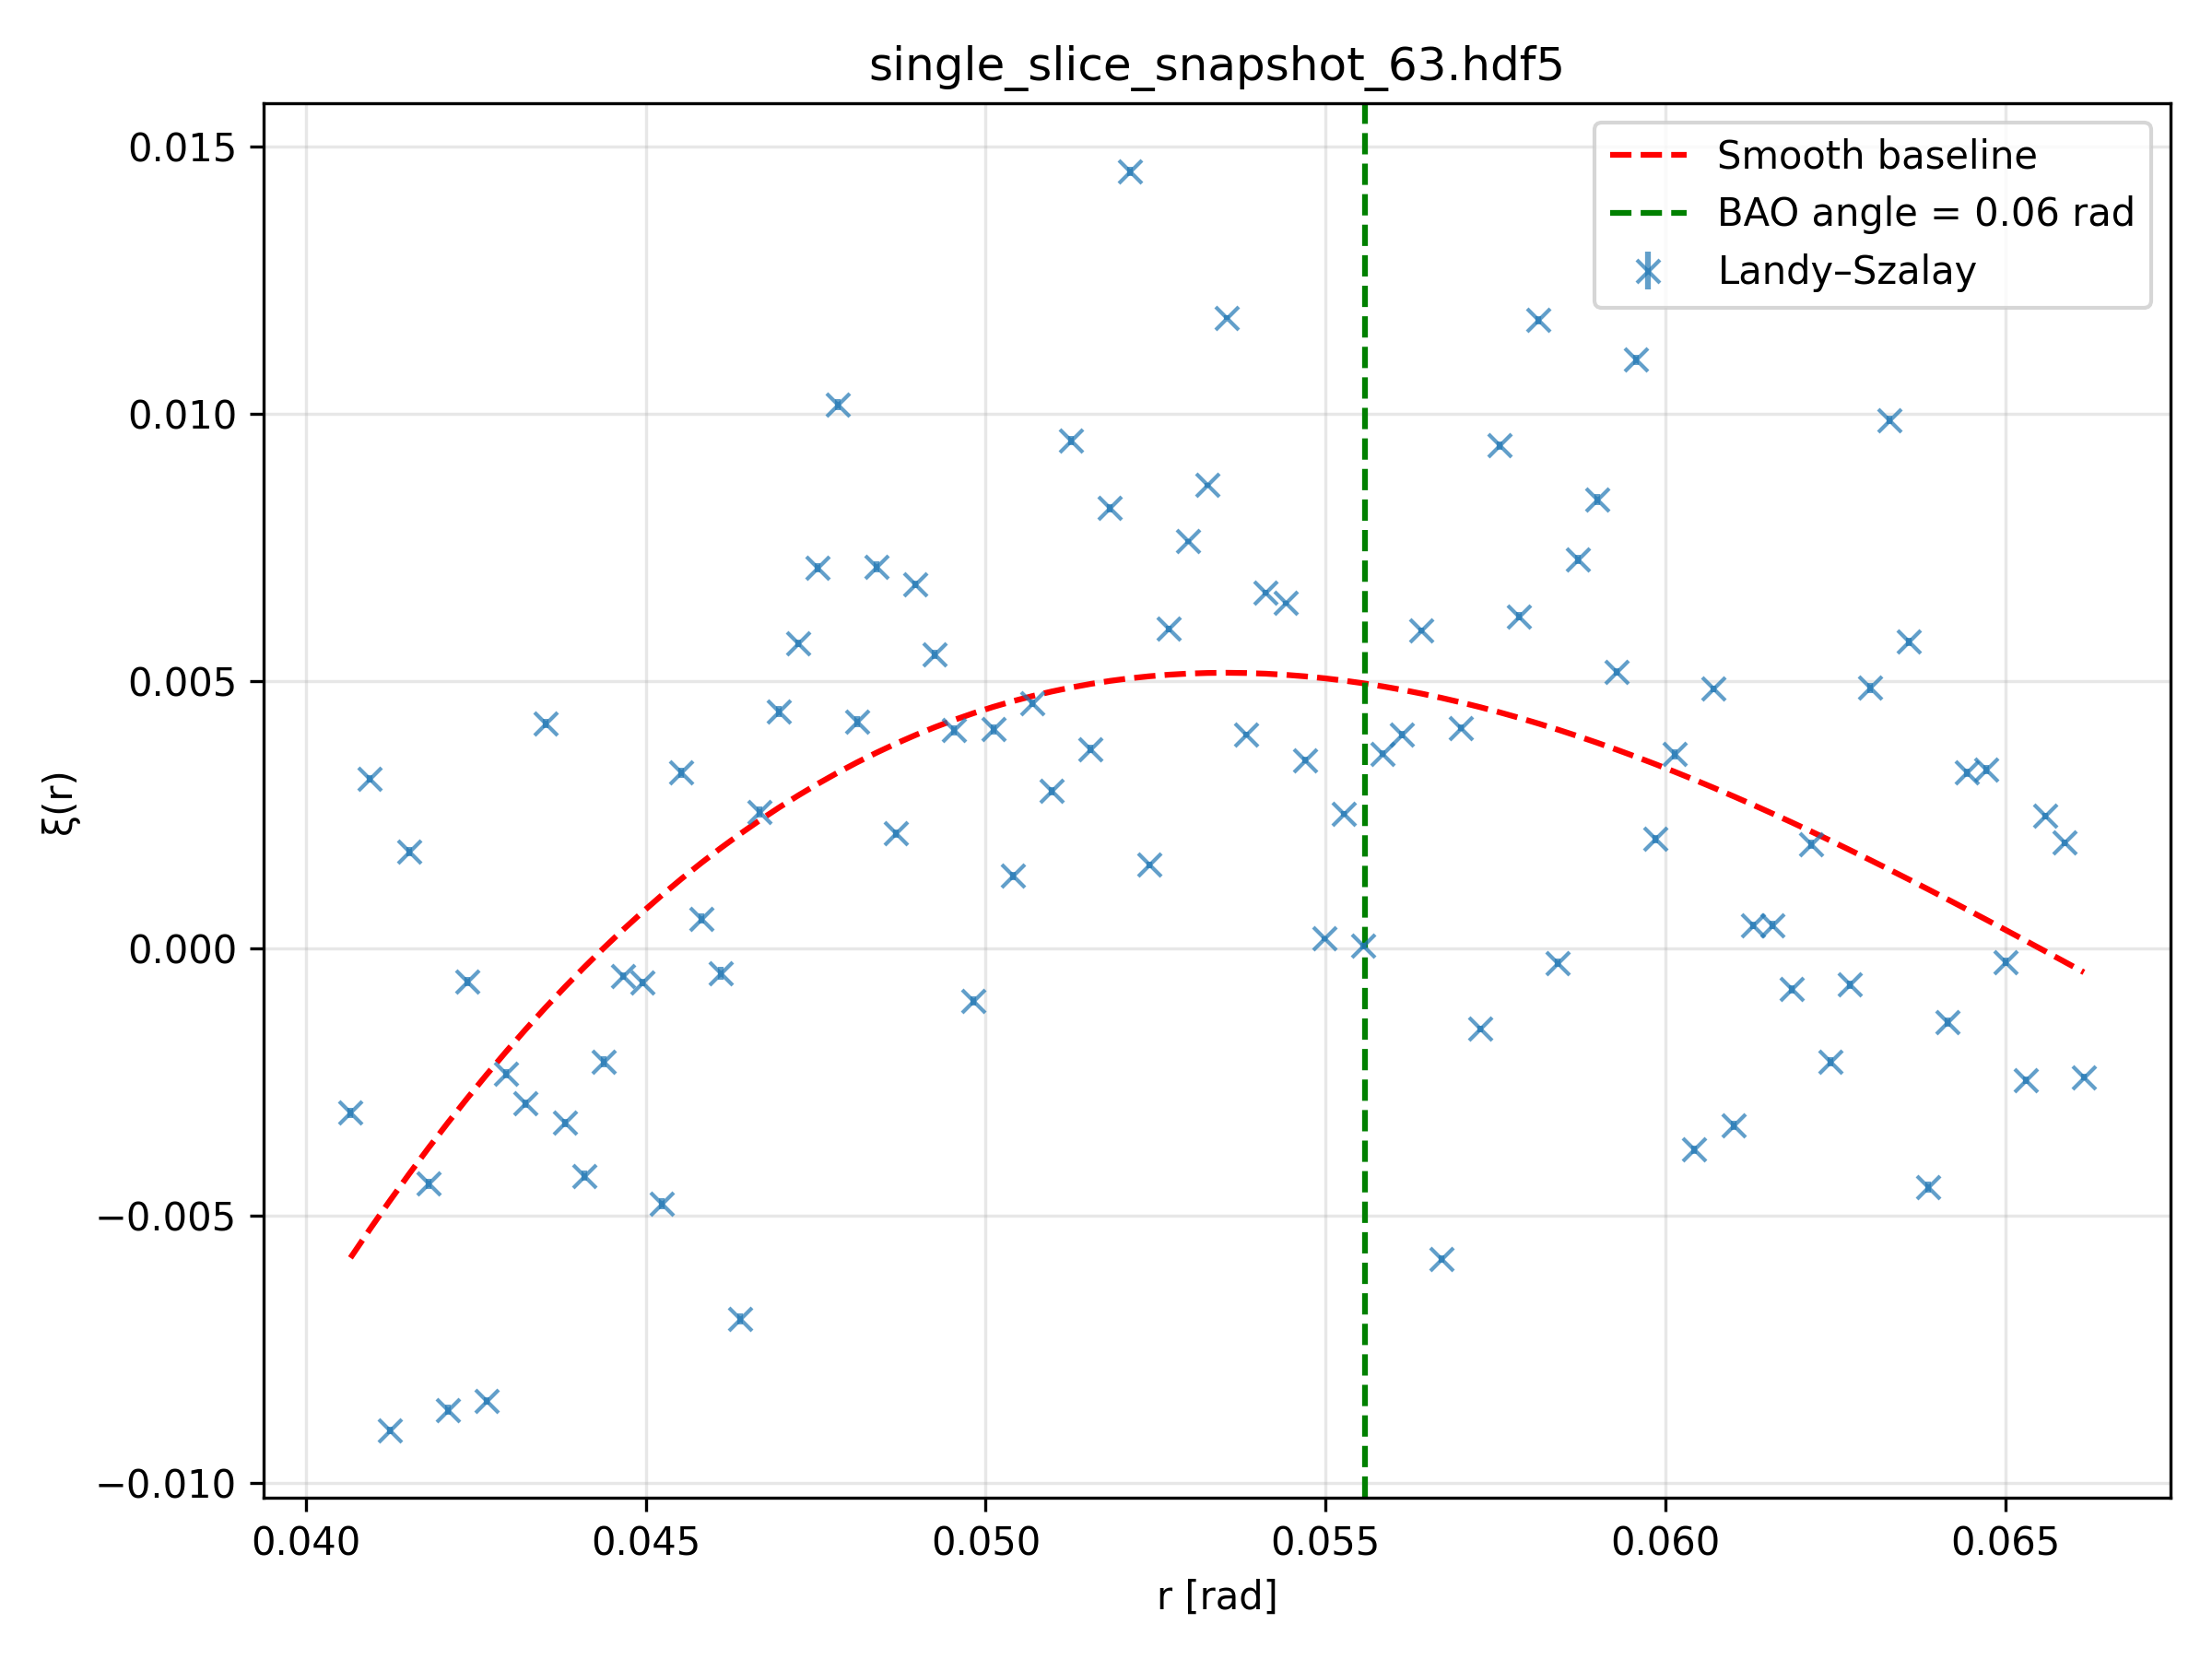 single_slice_snapshot_63.hdf5
Smooth baseline
BAO angle = 0.06 rad
Landy–Szalay
0.015
0.010
0.005
0.000
−0.005
−0.010
ξ(r)
0.040 0.045 0.050 0.055 0.060 0.065
r [rad]